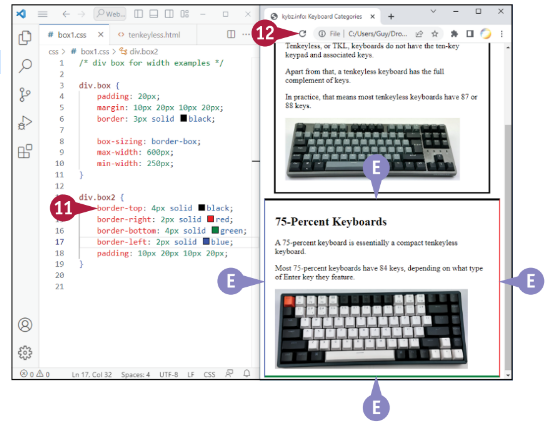 Web...
# box1.css ×
<> tenkeyless.html
css > # box1.css > div.box2
1 /* div box for width examples */
2
3 div.box {
4 padding: 20px;
5 margin: 10px 20px 10px 20px;
6 border: 3px solid black;
7
8 box-sizing: border-box;
9 max-width: 600px;
10 min-width: 250px;
11 }
12
13 div.box2 {
14 border-top: 4px solid black;
15 border-right: 2px solid red;
16 border-bottom: 4px solid green;
17 border-left: 2px solid blue;
18 padding: 10px 20px 10px 20px;
19 }
20
21
11
0 0 Ln 17, Col 32 Spaces: 4 UTF-8 LF CSS
kybz.info: Keyboard Categories
12
File | C:/Users/Guy/Dro...
Tenkeyless, or TKL, keyboards do not have the ten-key
keypad and associated keys.
Apart from that, a tenkeyless keyboard has the full
complement of keys.
In practice, that means most tenkeyless keyboards have 87 or
88 keys.
E
75-Percent Keyboards
A 75-percent keyboard is essentially a compact tenkeyless
keyboard.
Most 75-percent keyboards have 84 keys, depending on what type
of Enter key they feature.
E
E
E